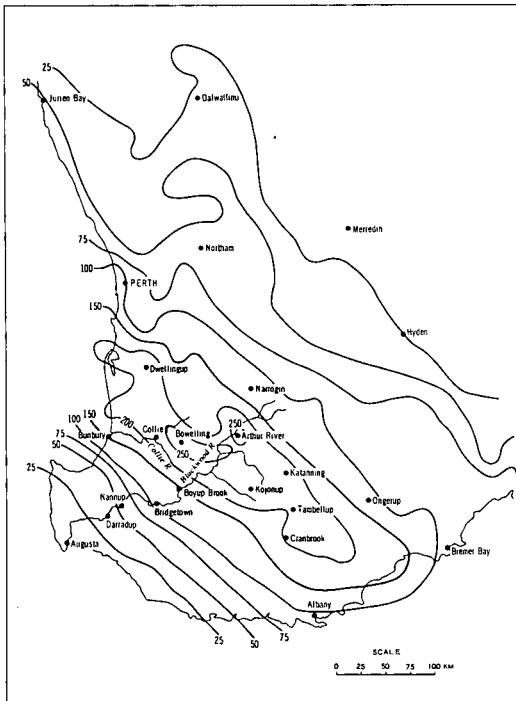 25
50
Jurien Bay
Dalwallinu
75
Northam
Merredin
100
PERTH
150
Hyden
Dwellingup
Narrogin
200
250
Bunbury
Collie
Bowelling
Arthur River
150
100
75
50
25
Collie R
250
Blackwood R
Katanning
Kojonup
Boyup Brook
Ongerup
Nannup
Bridgetown
Tambellup
Darradup
Cranbrook
Augusta
Bremer Bay
Albany
25
50
75
SCALE
0 25 50 100 KM